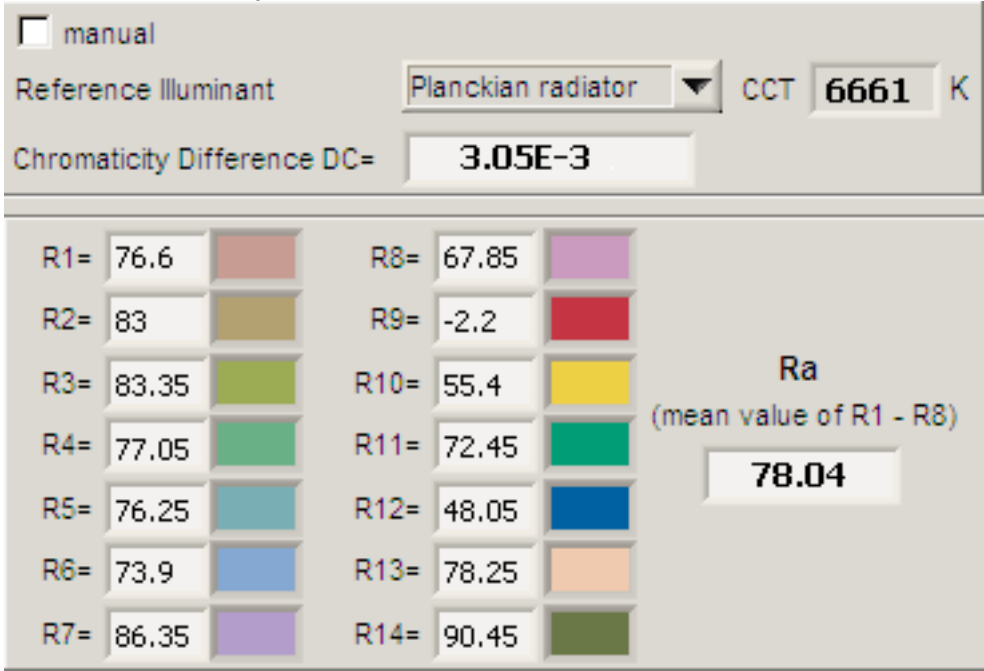 manual
Reference Illuminant Planckian radiator CCT 6661 K
Chromaticity Difference DC= 3.05E-3
R1= 76.6 R8= 67.85
R2= 83 R9= -2.2
R3= 83.35 R10= 55.4
R4= 77.05 R11= 72.45
R5= 76.25 R12= 48.05
R6= 73.9 R13= 78.25
R7= 86.35 R14= 90.45
Ra
(mean value of R1 - R8)
78.04